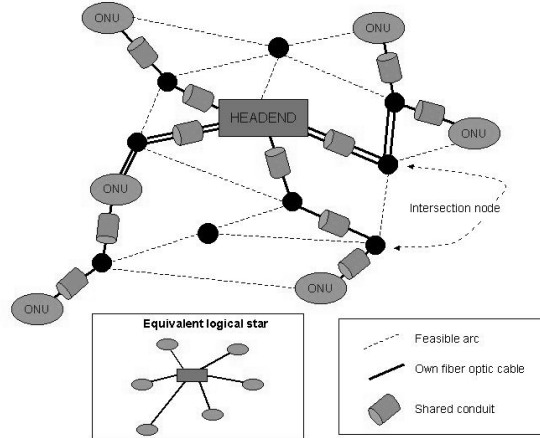 ONU
ONU
HEADEND
ONU
ONU
Intersection node
ONU
ONU
Equivalent logical star
Feasible arc
Own fiber optic cable
Shared conduit